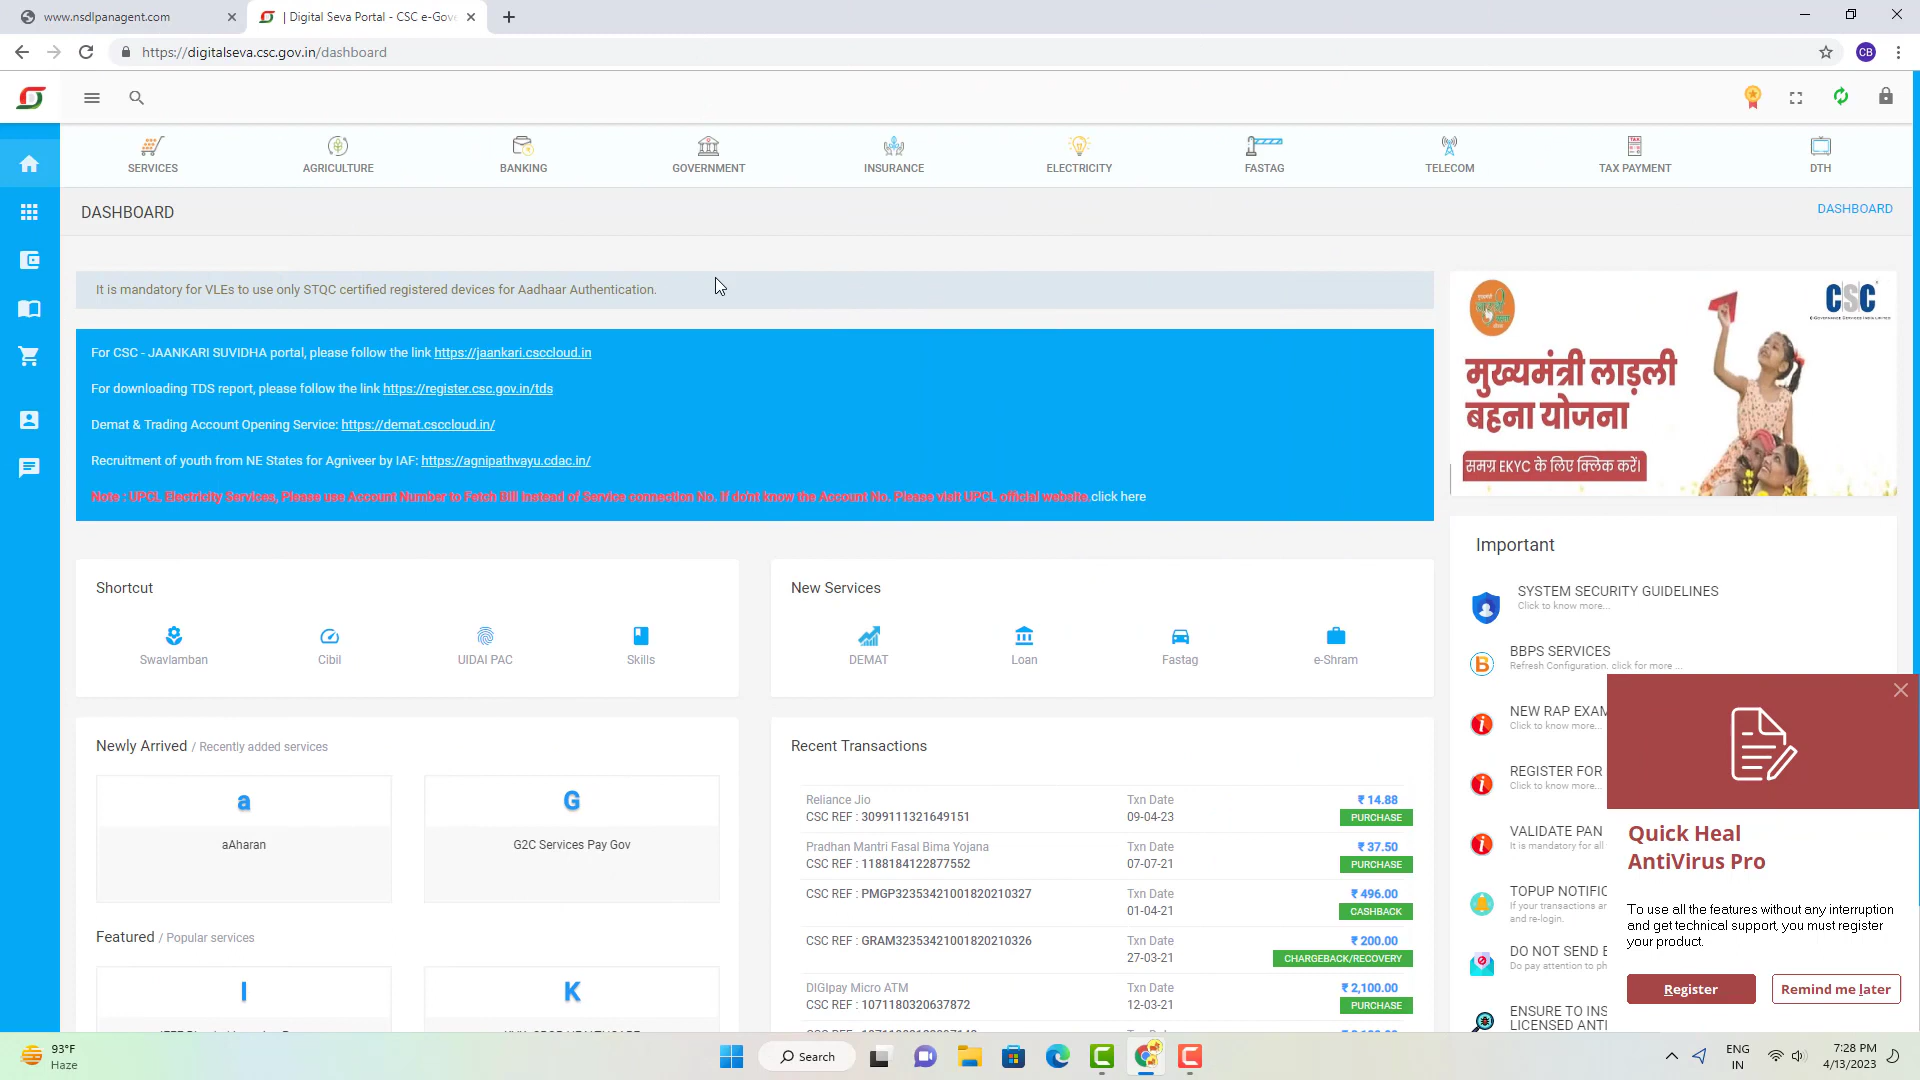 www.nsdlpanagent.com
| Digital Seva Portal - CSC e-Gove
https://digitalseva.csc.gov.in/dashboard
CB
SERVICES
AGRICULTURE
BANKING
GOVERNMENT
INSURANCE
ELECTRICITY
FASTAG
TELECOM
TAX PAYMENT
DTH
DASHBOARD
DASHBOARD
It is mandatory for VLEs to use only STQC certified registered devices for Aadhaar Authentication.
For CSC - JAANKARI SUVIDHA portal, please follow the link https://jaankari.csccloud.in
For downloading TDS report, please follow the link https://register.csc.gov.in/tds
Demat & Trading Account Opening Service: https://demat.csccloud.in/
Recruitment of youth from NE States for Agniveer by IAF: https://agnipathvayu.cdac.in/
Note : UPCL Electricity Services, Please use Account Number to Fetch Bill instead of Service connection No. If do'nt know the Account No. Please visit UPCL official website.click here
CSC
मुख्यमंत्री लाड़ली
बहना योजना
समग्र EKYC के लिए क्लिक करें।
Shortcut
Swavlamban
Cibil
UIDAI PAC
Skills
New Services
DEMAT
Loan
Fastag
e-Shram
Important
SYSTEM SECURITY GUIDELINES
Click to know more...
BBPS SERVICES
Refresh Configuration, click for more ...
NEW RAP EXAM
Click to know more...
REGISTER FOR
Click to know more...
VALIDATE PAN
It is mandatory for all
TOPUP NOTIFIC
If your transactions ar
and re-login.
DO NOT SEND
Do pay attention to ph
ENSURE TO INS
LICENSED ANTI
Newly Arrived / Recently added services
a
aAharan
G
G2C Services Pay Gov
Featured / Popular services
I
K
Recent Transactions
Reliance Jio
Txn Date
₹ 14.88
CSC REF : 3099111321649151
09-04-23
PURCHASE
Pradhan Mantri Fasal Bima Yojana
Txn Date
₹ 37.50
CSC REF : 1188184122877552
07-07-21
PURCHASE
CSC REF : PMGP32353421001820210327
Txn Date
₹ 496.00
01-04-21
CASHBACK
CSC REF : GRAM32353421001820210326
Txn Date
₹ 200.00
27-03-21
CHARGEBACK/RECOVERY
DIGIpay Micro ATM
Txn Date
₹ 2,100.00
CSC REF : 1071180320637872
12-03-21
PURCHASE
Quick Heal
AntiVirus Pro
To use all the features without any interruption
and get technical support, you must register
your product.
Register
Remind me later
93°F
Haze
Search
ENG
IN
7:28 PM
4/13/2023